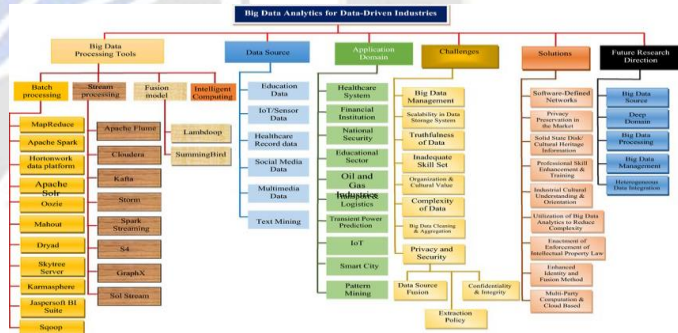 Big Data Analytics for Data-Driven Industries
Big Data
Processing Tools
Data Source
Application
Domain
Challenges
Solutions
Future Research
Direction
Batch
processing
Stream
processing
Fusion
model
Intelligent
Computing
MapReduce
Apache Spark
Hortonwork
data platform
Apache
Solr
Oozie
Mahout
Dryad
Skytree
Server
Karmasphere
Jaspersoft BI
Suite
Sqoop
Apache Flume
Cloudera
Kafta
Storm
Spark
Streaming
S4
GraphX
Sol Stream
Lambdoop
SummingBird
Education
Data
IoT/Sensor
Data
Healthcare
Record data
Social Media
Data
Multimedia
Data
Text Mining
Healthcare
System
Financial
Institution
National
Security
Educational
Sector
Oil and
Gas
Industries
Transport &
Logistics
Transient Power
Prediction
IoT
Smart City
Pattern
Mining
Big Data
Management
Scalability in Data
Storage System
Truthfulness
of Data
Inadequate
Skill Set
Organization &
Cultural Value
Complexity
of Data
Big Data Cleaning
& Aggregation
Privacy and
Security
Data Source
Fusion
Extraction
Policy
Confidentiality
& Integrity
Software-Defined
Networks
Privacy
Preservation in
the Market
Solid State Disk/
Cultural Heritage
Information
Professional Skill
Enhancement &
Training
Industrial Cultural
Understanding &
Orientation
Utilization of Big Data
Analytics to Reduce
Complexity
Enactment of
Enforcement of
Intellectual Property Law
Enhanced
Identity and
Fusion Method
Multi-Party
Computation &
Cloud Based
Big Data
Source
Deep
Domain
Big Data
Processing
Big Data
Management
Heterogeneous
Data Integration